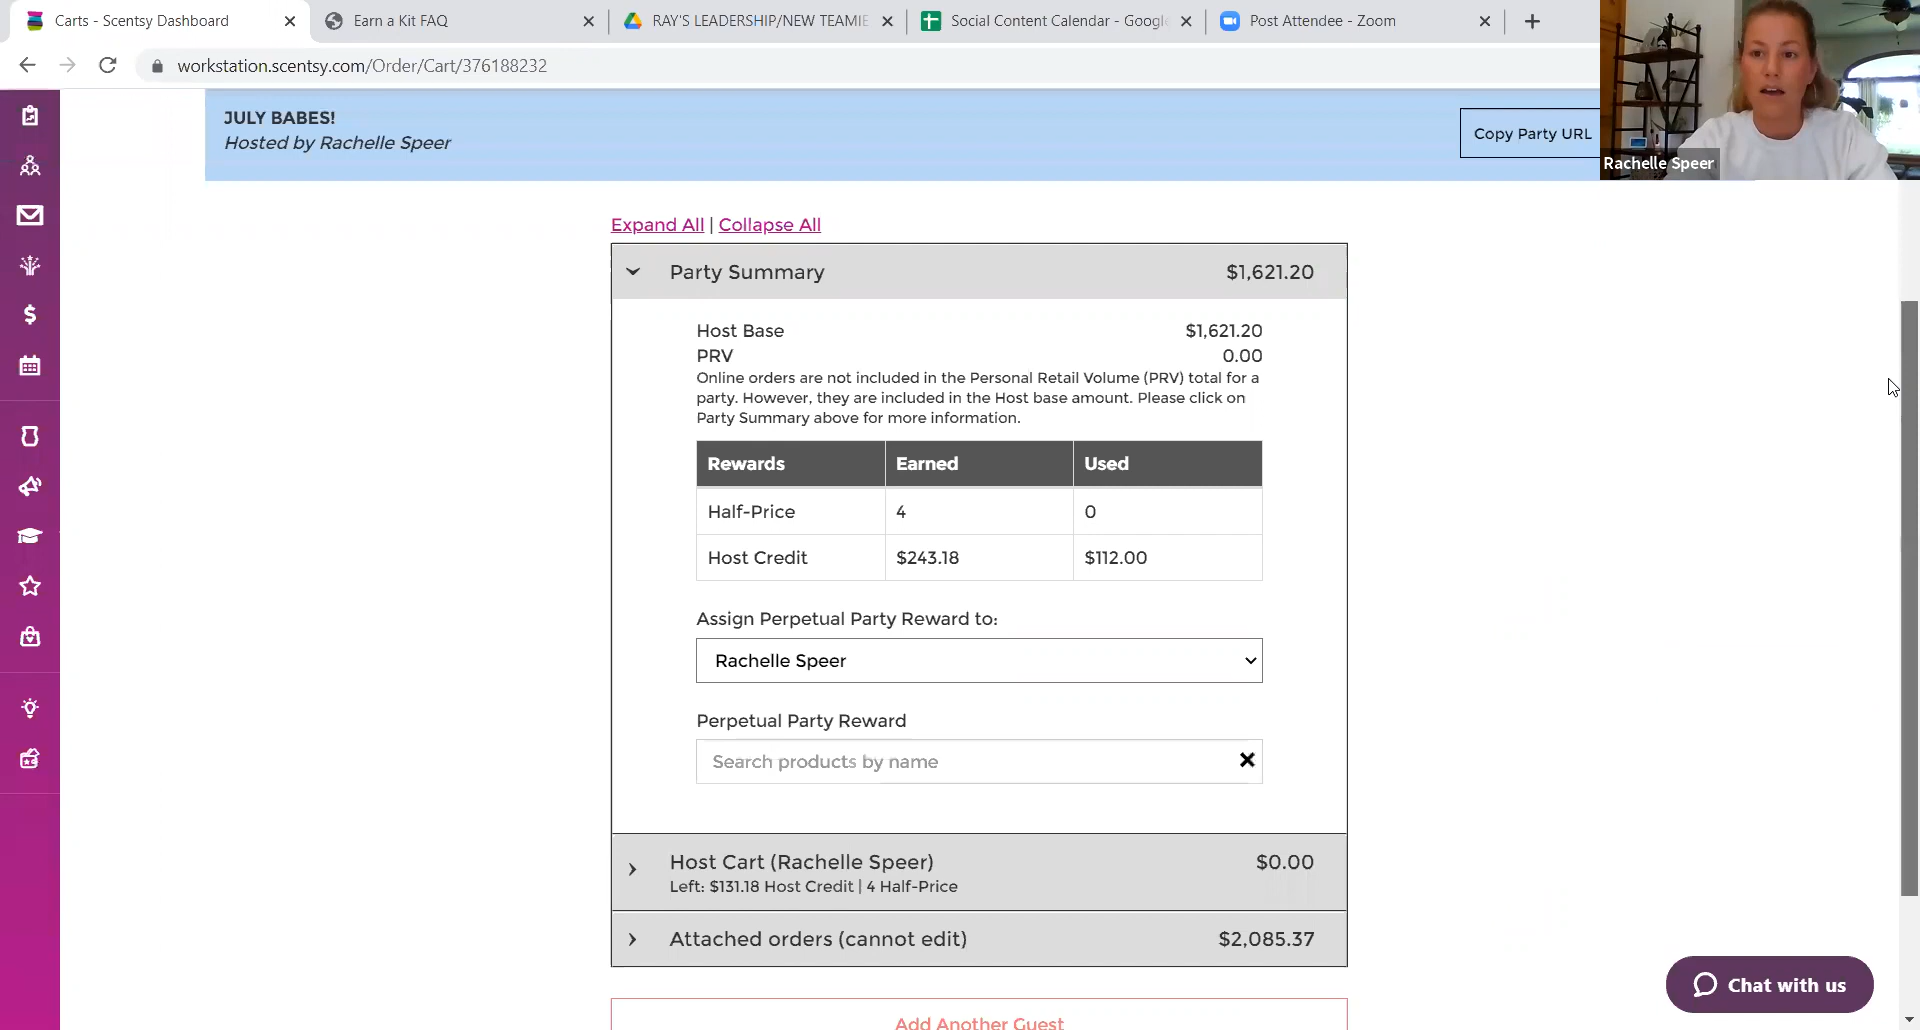 Carts - Scentsy Dashboard
Earn a Kit FAQ
RAY'S LEADERSHIP/NEW TEAMIE
Social Content Calendar - Google
Post Attendee - Zoom
workstation.scentsy.com/Order/Cart/376188232
JULY BABES!
Hosted by Rachelle Speer
Copy Party URL
Rachelle Speer
Expand All | Collapse All
Party Summary $1,621.20
Host Base $1,621.20
PRV 0.00
Online orders are not included in the Personal Retail Volume (PRV) total for a
party. However, they are included in the Host base amount. Please click on
Party Summary above for more information.
Rewards Earned Used
Half-Price 4 0
Host Credit $243.18 $112.00
Assign Perpetual Party Reward to:
Rachelle Speer
Perpetual Party Reward
Search products by name
Host Cart (Rachelle Speer) $0.00
Left: $131.18 Host Credit | 4 Half-Price
Attached orders (cannot edit) $2,085.37
Add Another Guest
Chat with us